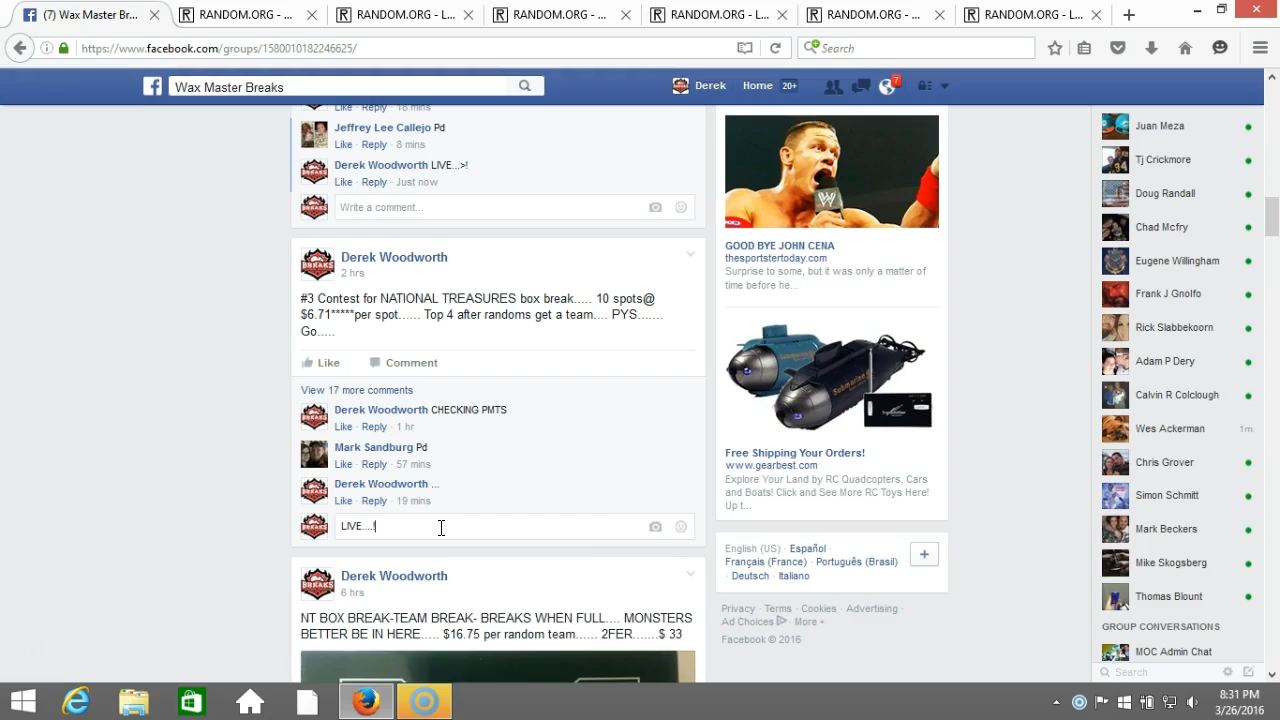 (7) Wax Master Br...
RANDOM.ORG - ...
RANDOM.ORG - L...
RANDOM.ORG - L...
RANDOM.ORG - L...
RANDOM.ORG - ...
RANDOM.ORG - L...
https://www.facebook.com/groups/1580010182246625/
Search
Wax Master Breaks
Derek
Home 20+
7
Like · Reply · 18 mins
Jeffrey Lee Callejo Pd
Like · Reply · 8 mins
Derek Woodworth LIVE...>!
Like · Reply · Just now
Write a comment...
Derek Woodworth
2 hrs
#3 Contest for NATIONAL TREASURES box break..... 10 spots@
$6.71*****per spot...... Top 4 after randoms get a team.... PYS.......
Go.....
Like Comment
View 17 more comments
Derek Woodworth CHECKING PMTS
Like · Reply · 1 hr
Mark Sandburg Pd
Like · Reply · 57 mins
Derek Woodworth ...
Like · Reply · 19 mins
LIVE....!
Derek Woodworth
6 hrs
NT BOX BREAK-TEAM BREAK- BREAKS WHEN FULL.... MONSTERS
BETTER BE IN HERE..... $16.75 per random team...... 2FER.......$ 33
W
GOOD BYE JOHN CENA
thesportstertoday.com
Surprise to some, but it was only a matter of
time before he...
Submarine
Free Shipping Your Orders!
www.gearbest.com
Explore Your Land by RC Quadcopters, Cars
and Boats! Click and See More RC Toys Here!
Up t...
English (US) · Español ·
Français (France) · Português (Brasil)
· Deutsch · Italiano
Privacy · Terms · Cookies · Advertising ·
Ad Choices · More
Facebook © 2016
Juan Meza
Tj Crickmore
Doug Randall
Chad Mcfry
Eugene Willingham
Frank J Gnolfo
Rick Slabbekoorn
Adam P Dery
Calvin R Colclough
Wes Ackerman 1m
Chris Grover
Simon Schmitt
Mark Beckers
Mike Skogsberg
Thomas Blount
GROUP CONVERSATIONS
MOC Admin Chat
Search
8:31 PM
3/26/2016